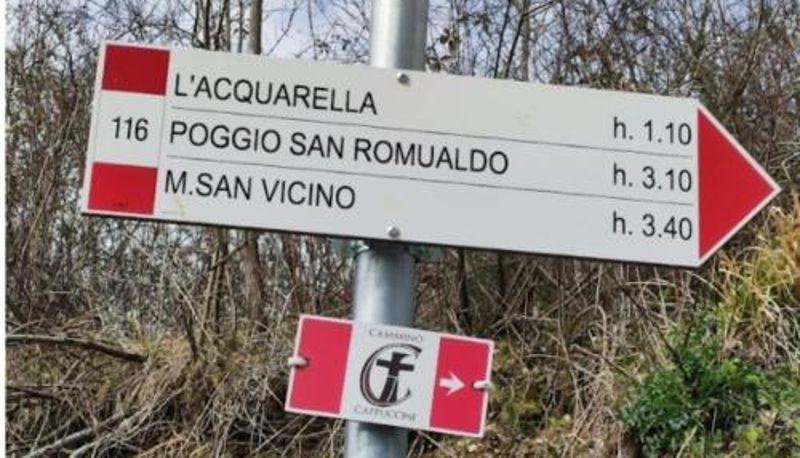 L'ACQUARELLA h. 1.10
116 POGGIO SAN ROMUALDO h. 3.10
M.SAN VICINO h. 3.40
CAMMINO
CAPPUCCINI